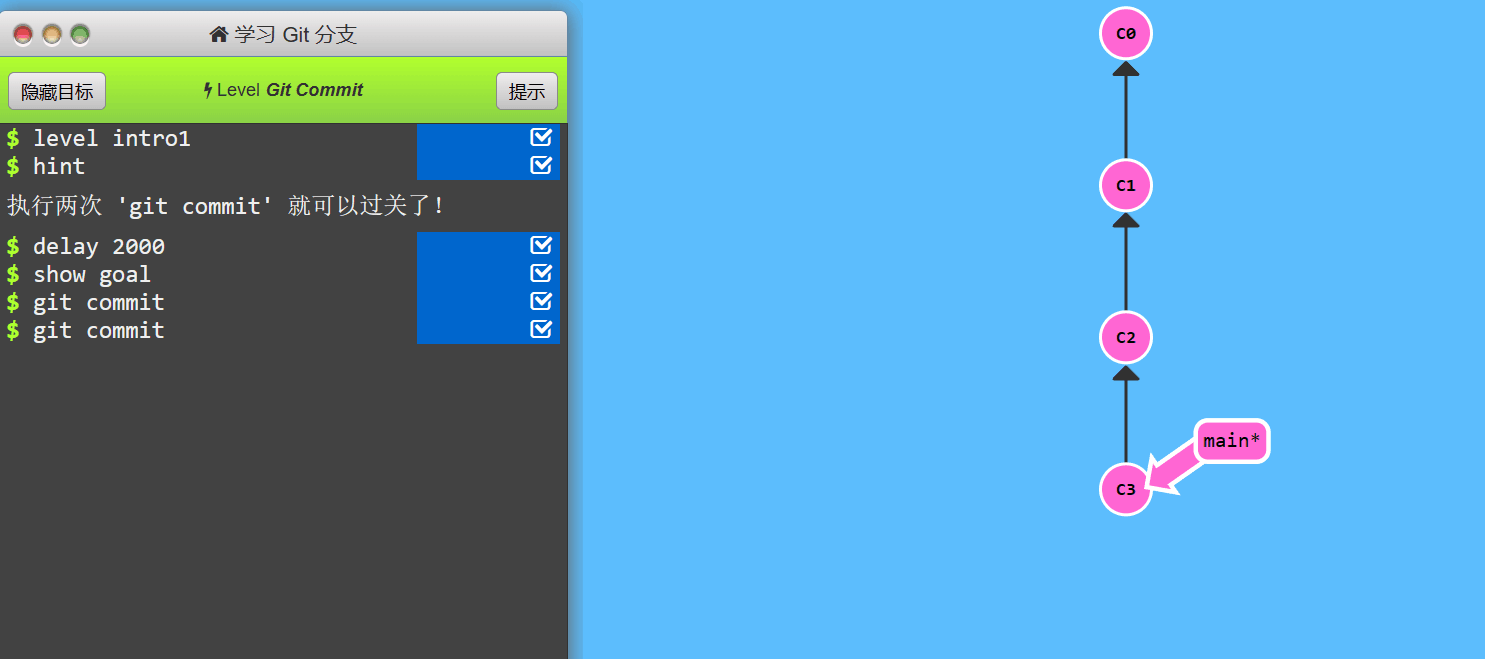 学习 Git 分支
隐藏目标
Level Git Commit
提示
$ level intro1
$ hint
执行两次 'git commit' 就可以过关了!
$ delay 2000
$ show goal
$ git commit
$ git commit
C0
C1
C2
main*
C3